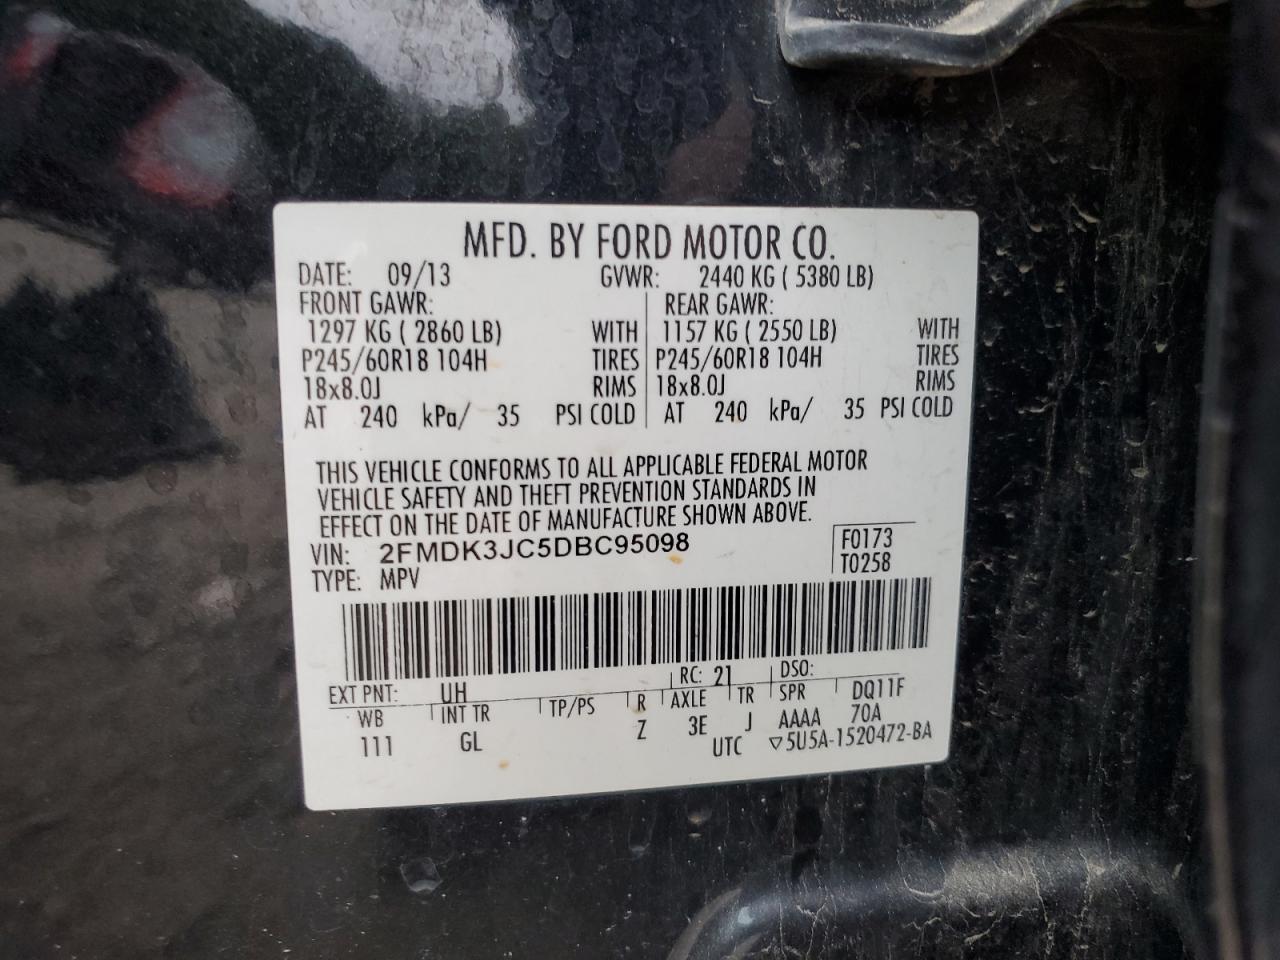 MFD. BY FORD MOTOR CO.
DATE: 09/13 GVWR: 2440 KG ( 5380 LB)
FRONT GAWR: REAR GAWR:
1297 KG ( 2860 LB) WITH 1157 KG ( 2550 LB) WITH
P245/60R18 104H TIRES P245/60R18 104H TIRES
18x8.0J RIMS 18x8.0J RIMS
AT 240 kPa/ 35 PSI COLD AT 240 kPa/ 35 PSI COLD
THIS VEHICLE CONFORMS TO ALL APPLICABLE FEDERAL MOTOR
VEHICLE SAFETY AND THEFT PREVENTION STANDARDS IN
EFFECT ON THE DATE OF MANUFACTURE SHOWN ABOVE.
VIN: 2FMDK3JC5DBC95098 F0173
TYPE: MPV T0258
EXT PNT: UH RC: 21 DSO:
WB INT TR TP/PS R AXLE TR SPR DQ11F
111 GL Z 3E J AAAA 70A
UTC ▽5U5A-1520472-BA